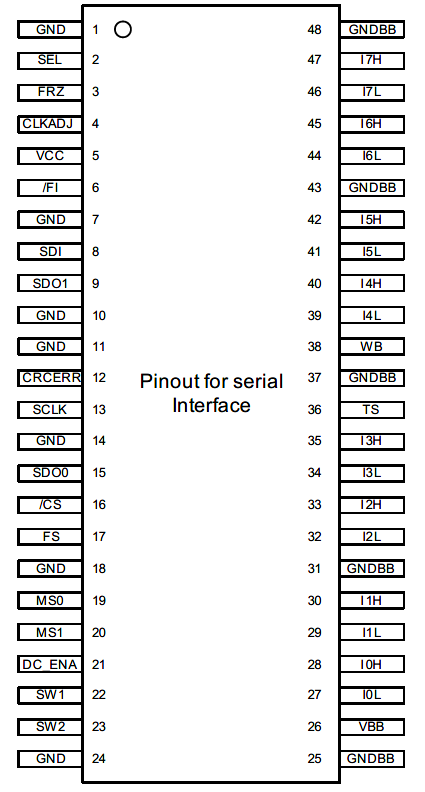 GND 1 48 GNDBB
SEL 2 47 I7H
FRZ 3 46 I7L
CLKADJ 4 45 I6H
VCC 5 44 I6L
/FI 6 43 GNDBB
GND 7 42 I5H
SDI 8 41 I5L
SDO1 9 40 I4H
GND 10 39 I4L
GND 11 38 WB
CRCERR 12 37 GNDBB
Pinout for serial
Interface
SCLK 13 36 TS
GND 14 35 I3H
SDO0 15 34 I3L
/CS 16 33 I2H
FS 17 32 I2L
GND 18 31 GNDBB
MS0 19 30 I1H
MS1 20 29 I1L
DC_ENA 21 28 I0H
SW1 22 27 I0L
SW2 23 26 VBB
GND 24 25 GNDBB